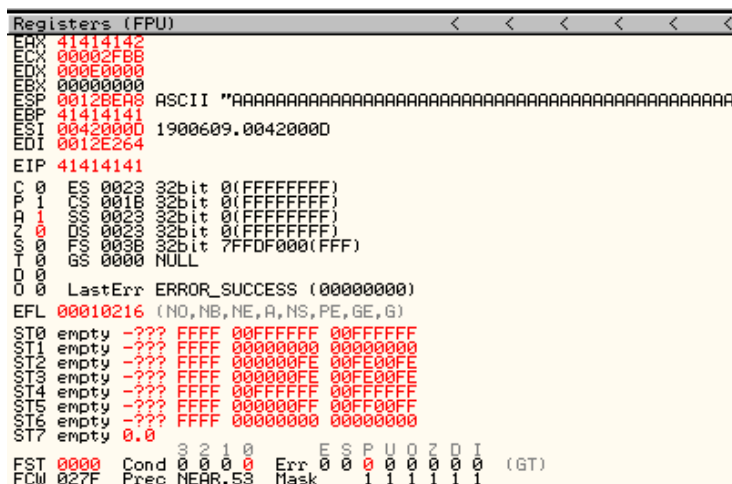 Registers (FPU) < < < < < <
EAX 41414142
ECX 00002FBB
EDX 000E0000
EBX 00000000
ESP 0012BEA8 ASCII "AAAAAAAAAAAAAAAAAAAAAAAAAAAAAAAAAAAAAAAAAAAAA
EBP 41414141
ESI 0042000D 1900609.0042000D
EDI 0012E264
EIP 41414141
C 0 ES 0023 32bit 0(FFFFFFFF)
P 1 CS 001B 32bit 0(FFFFFFFF)
A 1 SS 0023 32bit 0(FFFFFFFF)
Z 0 DS 0023 32bit 0(FFFFFFFF)
S 0 FS 003B 32bit 7FFDF000(FFF)
T 0 GS 0000 NULL
D 0
O 0 LastErr ERROR_SUCCESS (00000000)
EFL 00010216 (NO,NB,NE,A,NS,PE,GE,G)
ST0 empty -??? FFFF 00FFFFFF 00FFFFFF
ST1 empty -??? FFFF 00000000 00000000
ST2 empty -??? FFFF 000000FE 00FE00FE
ST3 empty -??? FFFF 000000FE 00FE00FE
ST4 empty -??? FFFF 00FFFFFF 00FFFFFF
ST5 empty -??? FFFF 000000FF 00FF00FF
ST6 empty -??? FFFF 00000000 00000000
ST7 empty 0.0
3 2 1 0 E S P U O Z D I
FST 0000 Cond 0 0 0 0 Err 0 0 0 0 0 0 0 0 (GT)
FCW 027F Prec NEAR,53 Mask 1 1 1 1 1 1